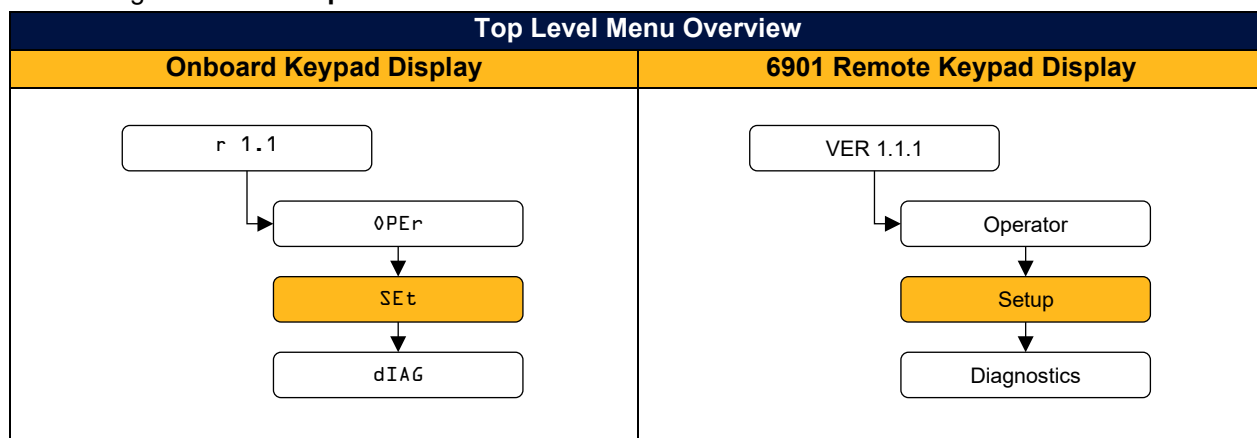 Top Level Menu Overview
Onboard Keypad Display
6901 Remote Keypad Display
r 1.1
OPEr
SEt
dIAG
VER 1.1.1
Operator
Setup
Diagnostics